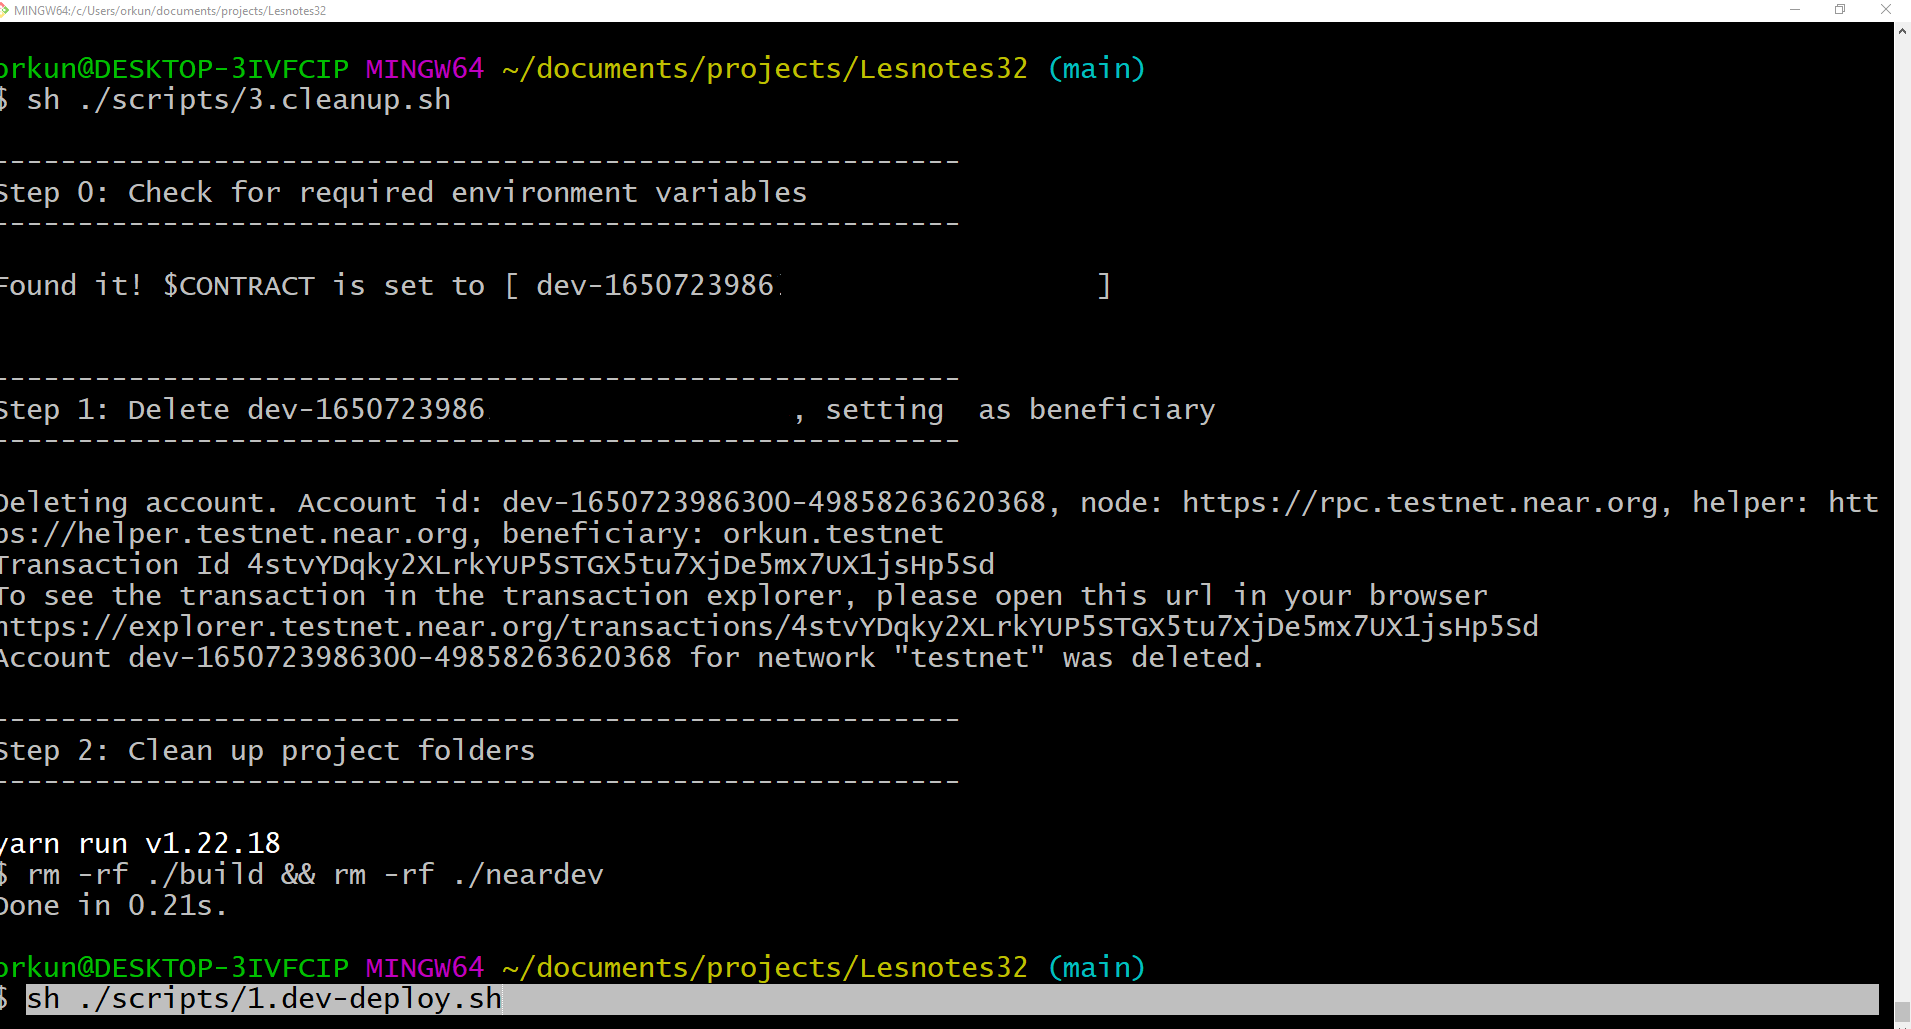 MINGW64:/c/Users/orkun/documents/projects/Lesnotes32
orkun@DESKTOP-3IVFCIP MINGW64 ~/documents/projects/Lesnotes32 (main)
$ sh ./scripts/3.cleanup.sh
---------------------------------------------------------
Step 0: Check for required environment variables
---------------------------------------------------------
Found it! $CONTRACT is set to [ dev-1650723986 ]
---------------------------------------------------------
Step 1: Delete dev-1650723986 , setting  as beneficiary
---------------------------------------------------------
Deleting account. Account id: dev-1650723986300-49858263620368, node: https://rpc.testnet.near.org, helper: htt
ps://helper.testnet.near.org, beneficiary: orkun.testnet
Transaction Id 4stvYDqky2XLrkYUP5STGX5tu7XjDe5mx7UX1jsHp5Sd
To see the transaction in the transaction explorer, please open this url in your browser
https://explorer.testnet.near.org/transactions/4stvYDqky2XLrkYUP5STGX5tu7XjDe5mx7UX1jsHp5Sd
Account dev-1650723986300-49858263620368 for network "testnet" was deleted.
---------------------------------------------------------
Step 2: Clean up project folders
---------------------------------------------------------
yarn run v1.22.18
$ rm -rf ./build && rm -rf ./neardev
Done in 0.21s.
orkun@DESKTOP-3IVFCIP MINGW64 ~/documents/projects/Lesnotes32 (main)
$ sh ./scripts/1.dev-deploy.sh